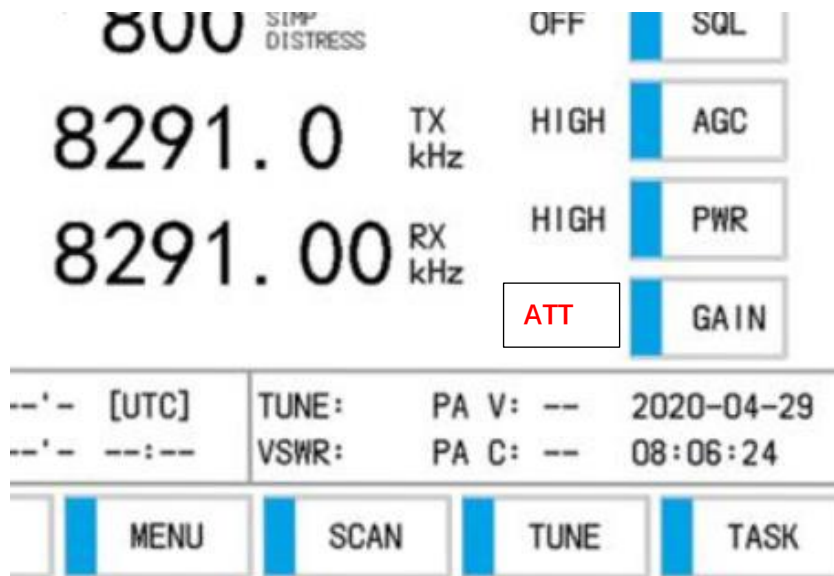 800 SIMP OFF SQL
DISTRESS
8291.0 TX kHz HIGH AGC
8291.00 RX kHz HIGH PWR
ATT GAIN
--'- [UTC] TUNE: PA V: -- 2020-04-29
--'- --:-- VSWR: PA C: -- 08:06:24
MENU SCAN TUNE TASK